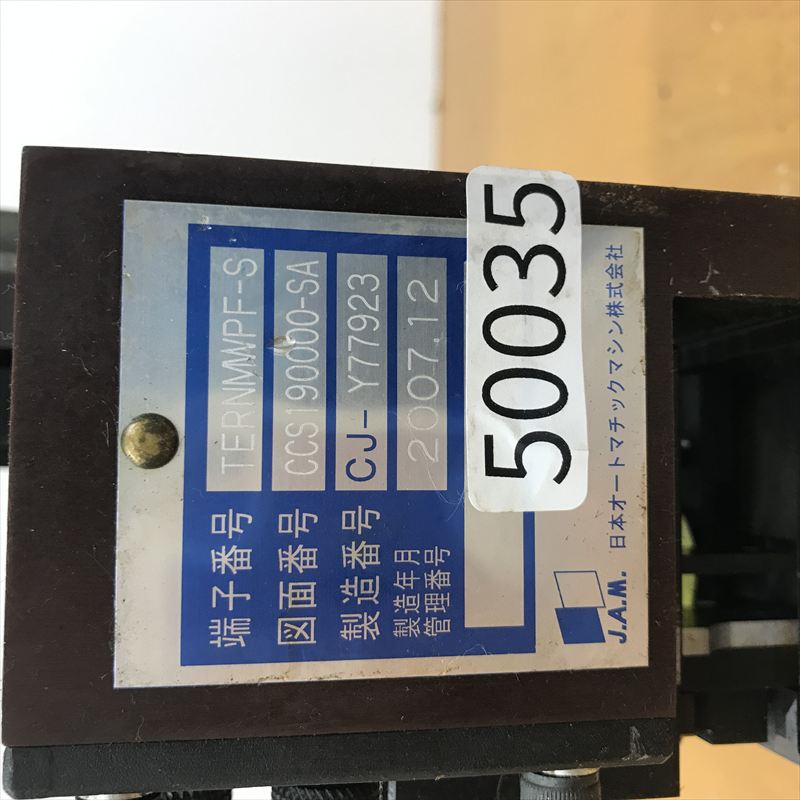 端子番号 TERNMWPF-S
図面番号 CCS190000-SA
製造番号 CJ- Y77923
製造年月 2007.12
管理番号
50035
J.A.M. 日本オートマチックマシン株式会社